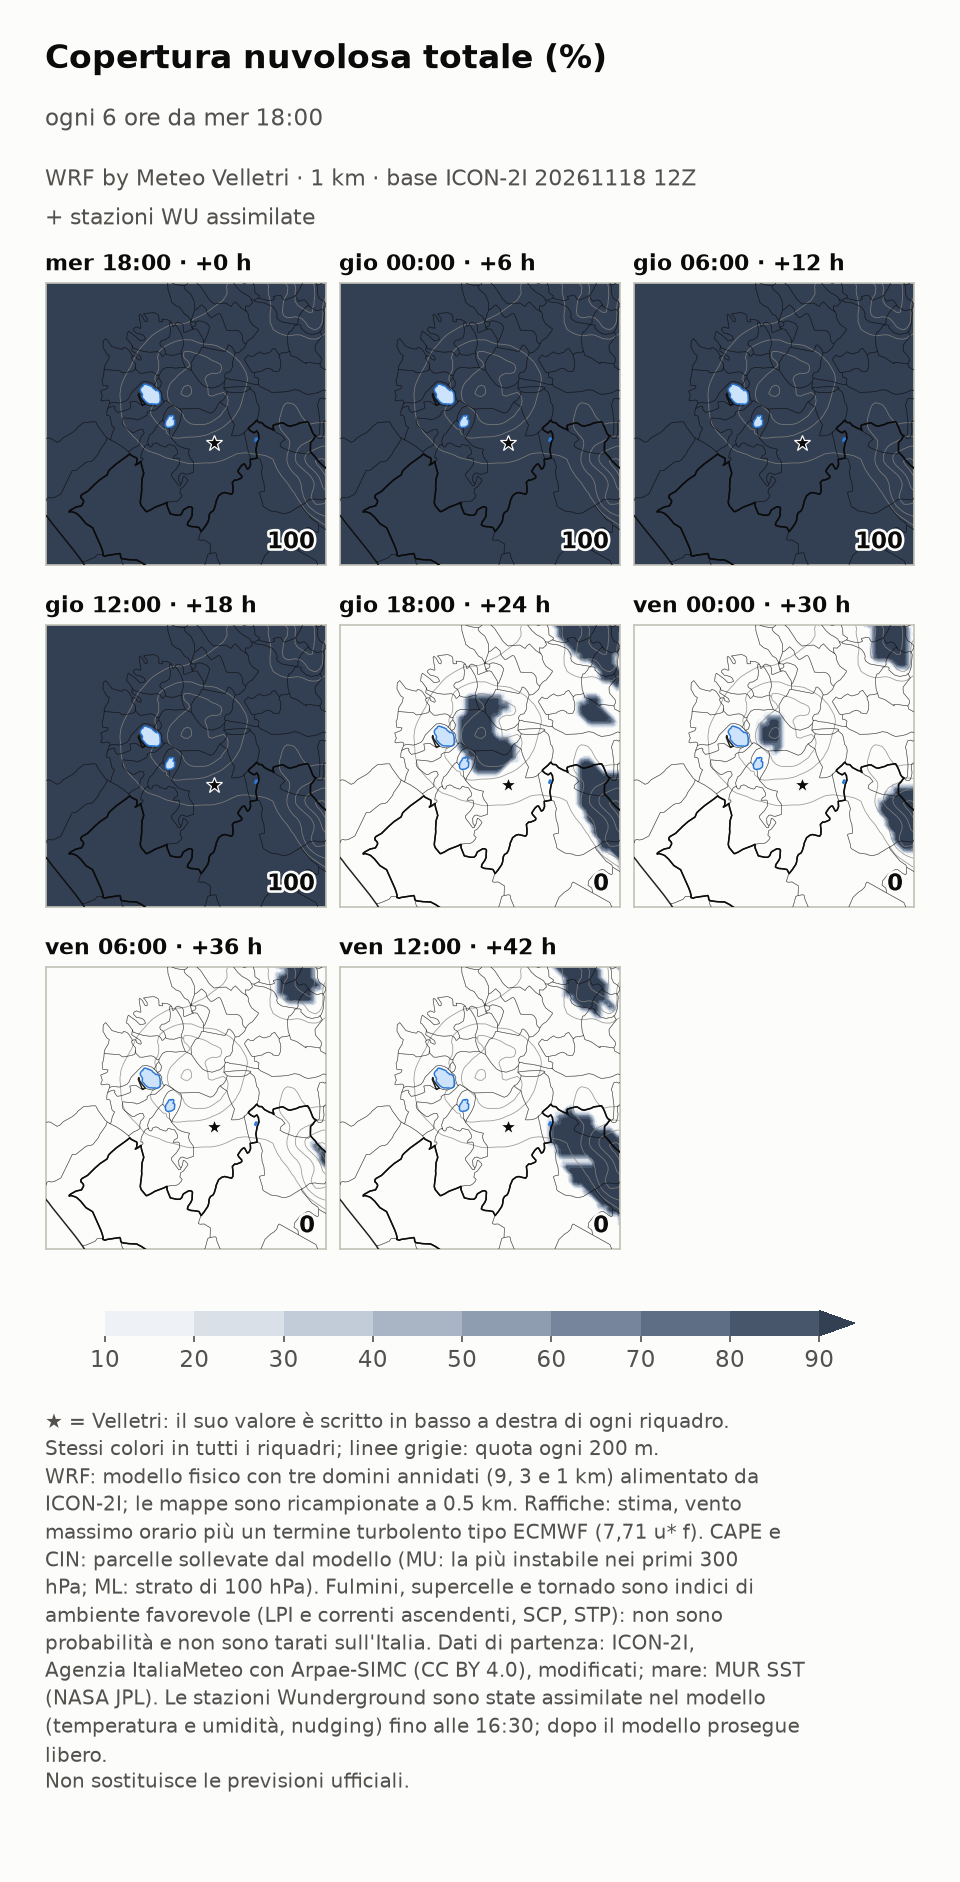 Copertura nuvolosa totale (%)
ogni 6 ore da mer 18:00
WRF by Meteo Velletri · 1 km · base ICON-2I 20261118 12Z
+ stazioni WU assimilate
mer 18:00 · +0 h
gio 00:00 · +6 h
gio 06:00 · +12 h
100
100
100
gio 12:00 · +18 h
gio 18:00 · +24 h
ven 00:00 · +30 h
100
0
0
ven 06:00 · +36 h
ven 12:00 · +42 h
0
0
10 20 30 40 50 60 70 80 90
★ = Velletri: il suo valore è scritto in basso a destra di ogni riquadro.
Stessi colori in tutti i riquadri; linee grigie: quota ogni 200 m.
WRF: modello fisico con tre domini annidati (9, 3 e 1 km) alimentato da
ICON-2I; le mappe sono ricampionate a 0.5 km. Raffiche: stima, vento
massimo orario più un termine turbolento tipo ECMWF (7,71 u* f). CAPE e
CIN: parcelle sollevate dal modello (MU: la più instabile nei primi 300
hPa; ML: strato di 100 hPa). Fulmini, supercelle e tornado sono indici di
ambiente favorevole (LPI e correnti ascendenti, SCP, STP): non sono
probabilità e non sono tarati sull'Italia. Dati di partenza: ICON-2I,
Agenzia ItaliaMeteo con Arpae-SIMC (CC BY 4.0), modificati; mare: MUR SST
(NASA JPL). Le stazioni Wunderground sono state assimilate nel modello
(temperatura e umidità, nudging) fino alle 16:30; dopo il modello prosegue
libero.
Non sostituisce le previsioni ufficiali.